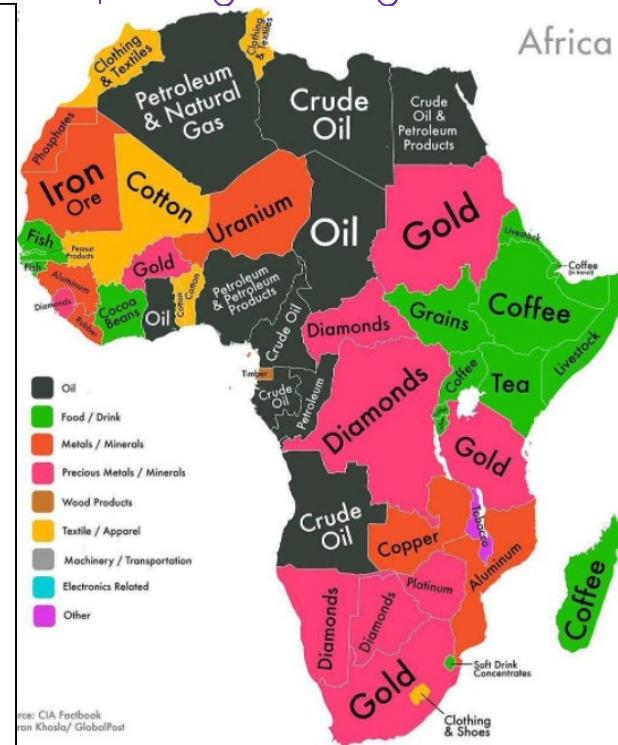 Africa
Clothing
& Textiles
Clothing
& Textiles
Petroleum
& Natural
Gas
Crude
Oil
Crude
Oil &
Petroleum
Products
Phosphates
Iron
Ore
Cotton
Uranium
Oil
Gold
Fish
Peanut
Products
Fish
Aluminum
Gold
Livestock
Coffee
Diamonds
Rubber
Cocoa
Beans
Oil
Cotton
Cotton
Petroleum
& Petroleum
Products
Crude Oil
Diamonds
Grains
Coffee
Livestock
Timber
Crude
Oil
Petroleum
Diamonds
Coffee
Tea
Gold
Oil
Food / Drink
Metals / Minerals
Precious Metals / Minerals
Wood Products
Textile / Apparel
Machinery / Transportation
Electronics Related
Other
Crude
Oil
Copper
Tobacco
Aluminum
Platinum
Diamonds
Diamonds
Coffee
Gold
Soft Drink
Concentrates
Clothing
& Shoes
rce: CIA Factbook
ran Khosla/ GlobalPost